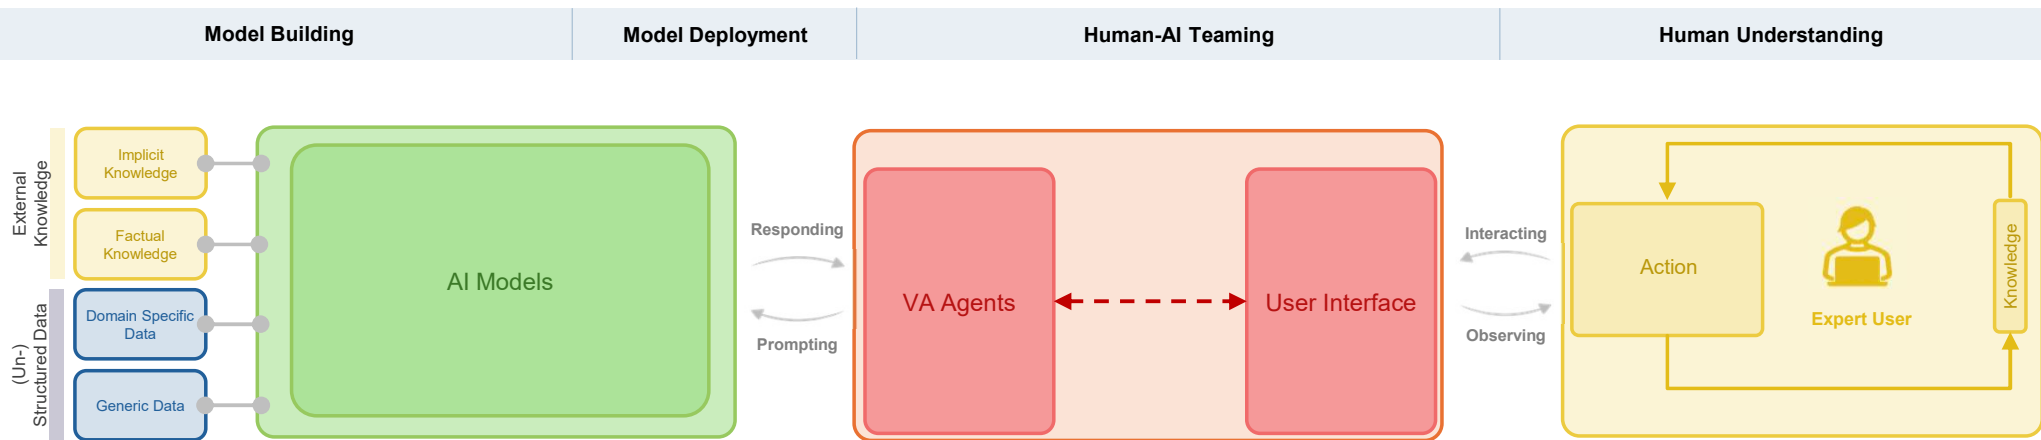 Model Building
Model Deployment
Human-AI Teaming
Human Understanding
External
Knowledge
Implicit
Knowledge
Factual
Knowledge
(Un-)
Structured Data
Domain Specific
Data
Generic Data
AI Models
Responding
Prompting
VA Agents
User Interface
Interacting
Observing
Action
Expert User
Knowledge